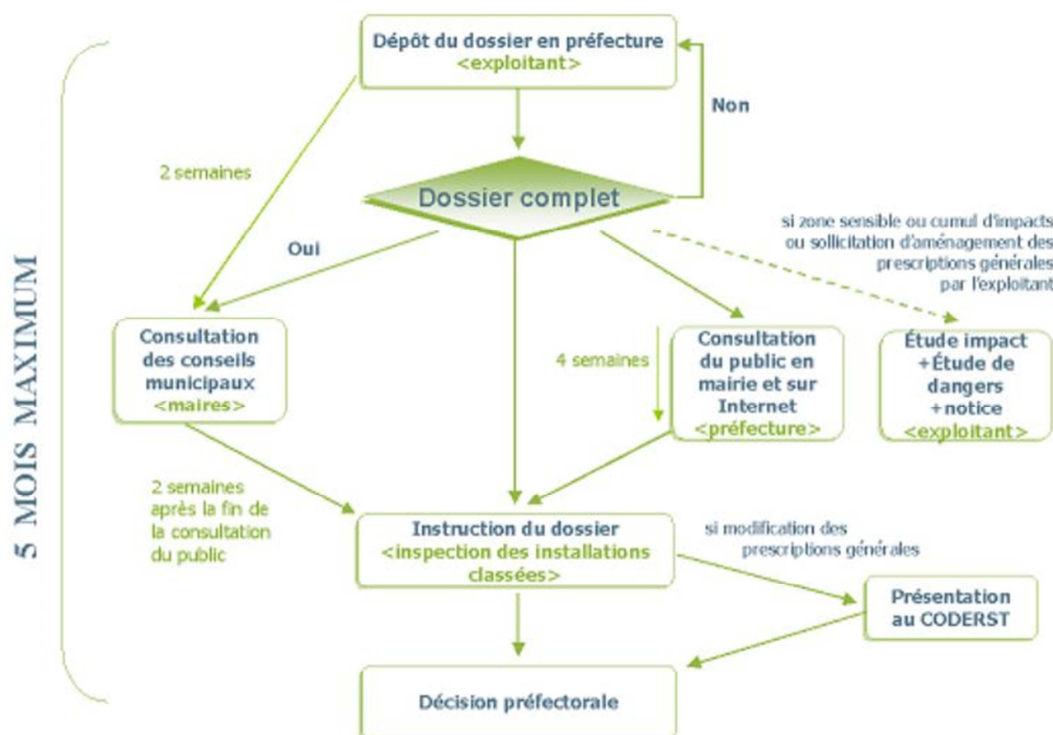 5 MOIS MAXIMUM
Dépôt du dossier en préfecture
<exploitant>
Non
2 semaines
Dossier complet
Oui
si zone sensible ou cumul d'impacts
ou sollicitation d'aménagement des
prescriptions générales
par l'exploitant
Consultation
des conseils
municipaux
<maires>
4 semaines
Consultation
du public en
mairie et sur
Internet
<préfecture>
Étude impact
+Étude de
dangers
+notice
<exploitant>
2 semaines
après la fin de
la consultation
du public
Instruction du dossier
<inspection des installations
classées>
si modification des
prescriptions générales
Présentation
au CODERST
Décision préfectorale